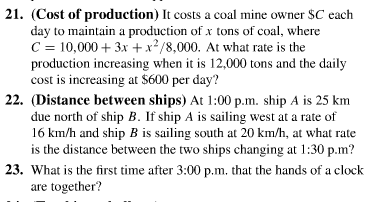 21. (Cost of production) It costs a coal mine owner $C each
day to maintain a production of x tons of coal, where
C = 10,000 + 3x + x²/8,000. At what rate is the
production increasing when it is 12,000 tons and the daily
cost is increasing at $600 per day?
22. (Distance between ships) At 1:00 p.m. ship A is 25 km
due north of ship B. If ship A is sailing west at a rate of
16 km/h and ship B is sailing south at 20 km/h, at what rate
is the distance between the two ships changing at 1:30 p.m?
23. What is the first time after 3:00 p.m. that the hands of a clock
are together?